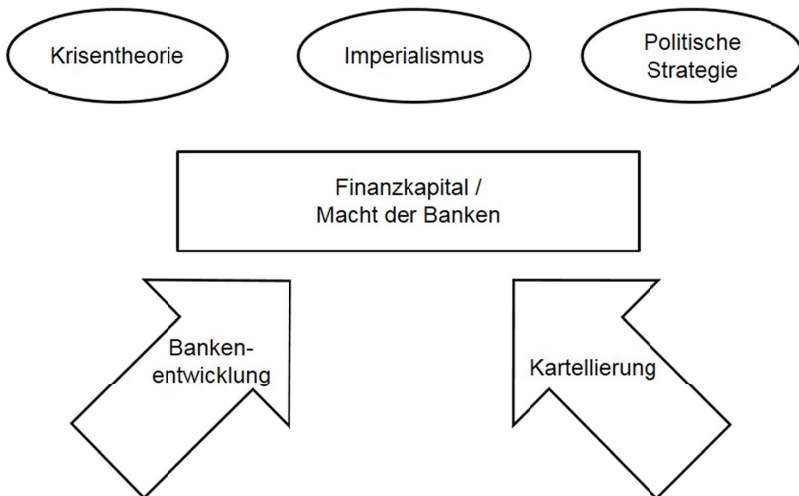 Krisentheorie
Imperialismus
Politische
Strategie
Finanzkapital /
Macht der Banken
Banken-
entwicklung
Kartellierung